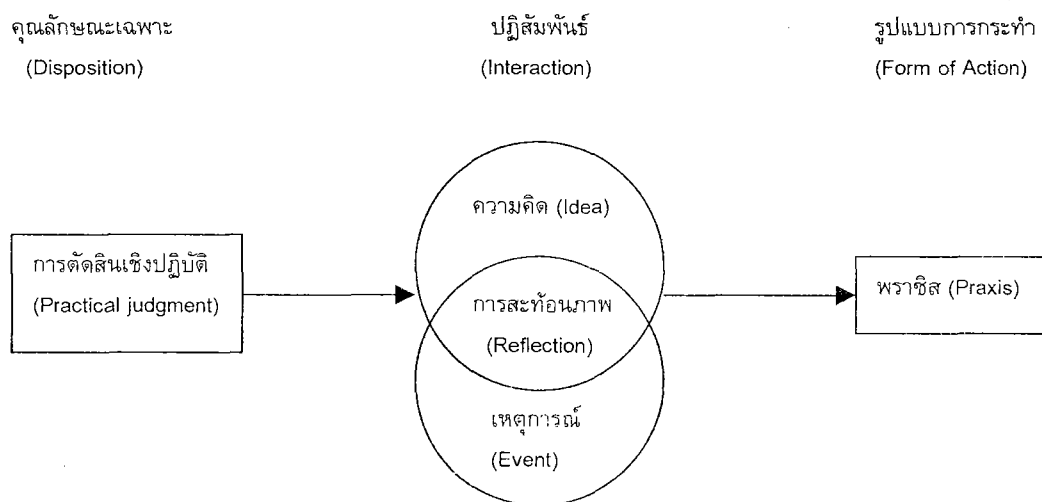 คุณลักษณะเฉพาะ
(Disposition)
ปฏิสัมพันธ์
(Interaction)
รูปแบบการกระทำ
(Form of Action)
ความคิด (Idea)
การตัดสินเชิงปฏิบัติ
(Practical judgment)
การสะท้อนภาพ
(Reflection)
พราซิส (Praxis)
เหตุการณ์
(Event)